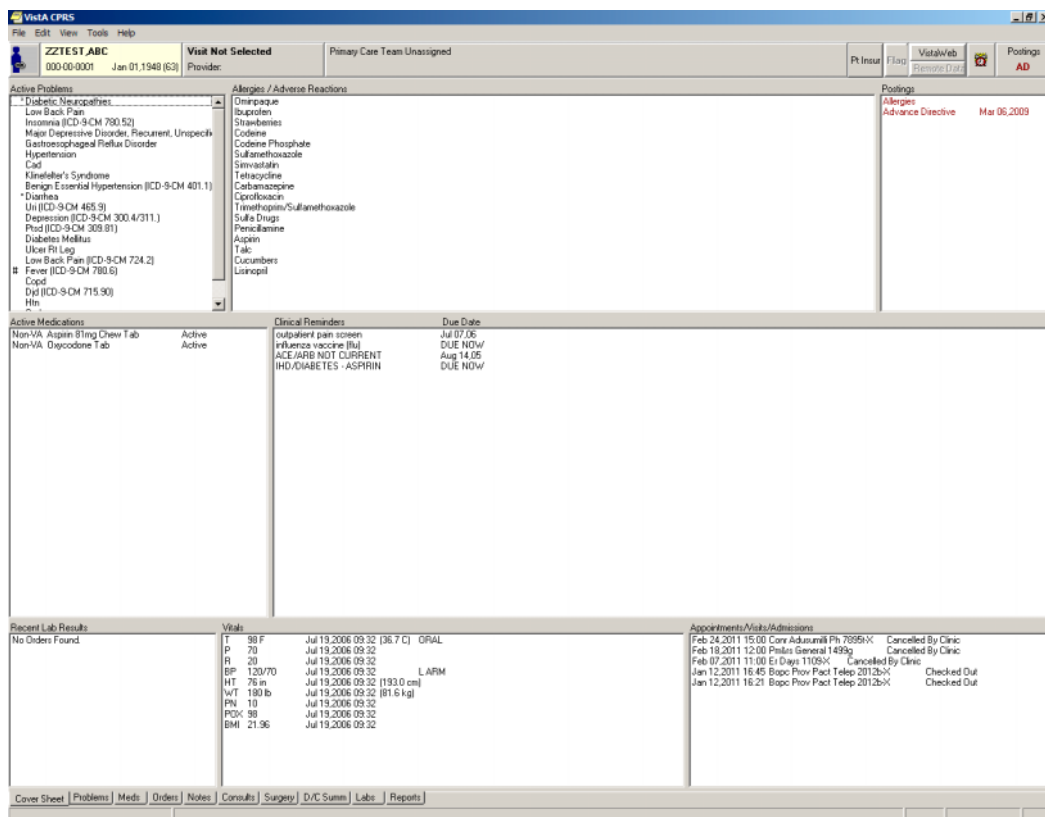 VistA CPRS
File Edit View Tools Help
ZZTEST,ABC
000-00-0001 Jan 01,1948 (63)
Visit Not Selected
Provider:
Primary Care Team Unassigned
Pt Insur
Flag
VistaWeb
Remote Data
Postings
AD
Active Problems
*Diabetic Neuropathies
Low Back Pain
Insomnia (ICD-9-CM 780.52)
Major Depressive Disorder, Recurrent, Unspecifi
Gastroesophageal Reflux Disorder
Hypertension
Cad
Klinefelter's Syndrome
Benign Essential Hypertension (ICD-9-CM 401.1)
*Diarrhea
Uri (ICD-9-CM 465.9)
Depression (ICD-9-CM 300.4/311.)
Ptsd (ICD-9-CM 309.81)
Diabetes Mellitus
Ulcer Rt Leg
Low Back Pain (ICD-9-CM 724.2)
# Fever (ICD-9-CM 780.6)
Copd
Djd (ICD-9-CM 715.90)
Htn
Allergies / Adverse Reactions
Ominpaque
Ibuprofen
Strawberries
Codeine
Codeine Phosphate
Sulfamethoxazole
Simvastatin
Tetracycline
Carbamazepine
Ciprofloxacin
Trimethoprim/Sulfamethoxazole
Sulfa Drugs
Penicillamine
Aspirin
Talc
Cucumbers
Lisinopril
Postings
Allergies
Advance Directive Mar 06,2009
Active Medications
Non-VA Aspirin 81mg Chew Tab Active
Non-VA Oxycodone Tab Active
Clinical Reminders Due Date
outpatient pain screen Jul 07,06
influenza vaccine (flu) DUE NOW
ACE/ARB NOT CURRENT Aug 14,05
IHD/DIABETES - ASPIRIN DUE NOW
Recent Lab Results
No Orders Found.
Vitals
T 98 F Jul 19,2006 09:32 (36.7 C) ORAL
P 70 Jul 19,2006 09:32
R 20 Jul 19,2006 09:32
BP 120/70 Jul 19,2006 09:32 L ARM
HT 76 in Jul 19,2006 09:32 (193.0 cm)
WT 180 lb Jul 19,2006 09:32 (81.6 kg)
PN 10 Jul 19,2006 09:32
POX 98 Jul 19,2006 09:32
BMI 21.96 Jul 19,2006 09:32
Appointments/Visits/Admissions
Feb 24,2011 15:00 Conr Adusumilli Ph 7895t-X Cancelled By Clinic
Feb 18,2011 12:00 Pm&rs General 1499g Cancelled By Clinic
Feb 07,2011 11:00 Er Days 1109-X Cancelled By Clinic
Jan 12,2011 16:45 Bopc Prov Pact Telep 2012b-X Checked Out
Jan 12,2011 16:21 Bopc Prov Pact Telep 2012b-X Checked Out
Cover Sheet Problems Meds Orders Notes Consults Surgery D/C Summ Labs Reports